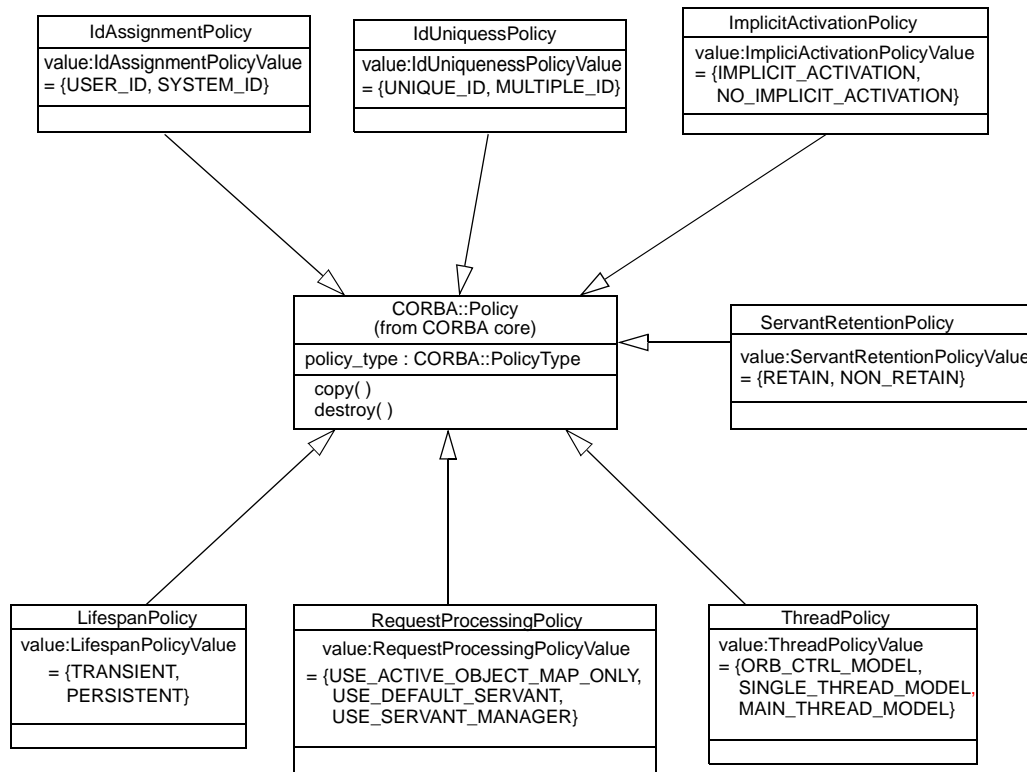 IdAssignmentPolicy
value:IdAssignmentPolicyValue
= {USER_ID, SYSTEM_ID}
IdUniquessPolicy
value:IdUniquenessPolicyValue
= {UNIQUE_ID, MULTIPLE_ID}
ImplicitActivationPolicy
value:ImpliciActivationPolicyValue
= {IMPLICIT_ACTIVATION,
NO_IMPLICIT_ACTIVATION}
CORBA::Policy
(from CORBA core)
policy_type : CORBA::PolicyType
copy( )
destroy( )
ServantRetentionPolicy
value:ServantRetentionPolicyValue
= {RETAIN, NON_RETAIN}
LifespanPolicy
value:LifespanPolicyValue
= {TRANSIENT,
PERSISTENT}
RequestProcessingPolicy
value:RequestProcessingPolicyValue
= {USE_ACTIVE_OBJECT_MAP_ONLY,
USE_DEFAULT_SERVANT,
USE_SERVANT_MANAGER}
ThreadPolicy
value:ThreadPolicyValue
= {ORB_CTRL_MODEL,
SINGLE_THREAD_MODEL,
MAIN_THREAD_MODEL}